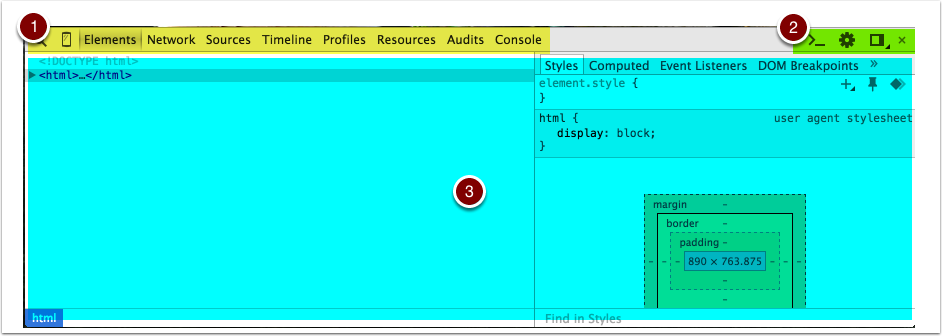 1
2
Elements Network Sources Timeline Profiles Resources Audits Console
<!DOCTYPE html>
▶<html>…</html>
Styles Computed Event Listeners DOM Breakpoints »
element.style {
}
html { user agent stylesheet
display: block;
}
3
margin -
border -
padding -
- - - 890 × 763.875 - - -
-
-
html
Find in Styles